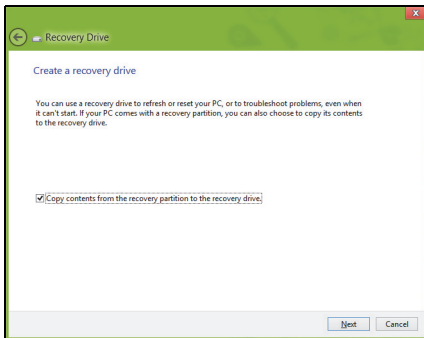 Recovery Drive
Create a recovery drive
You can use a recovery drive to refresh or reset your PC, or to troubleshoot problems, even when
it can't start. If your PC comes with a recovery partition, you can also choose to copy its contents
to the recovery drive.
Copy contents from the recovery partition to the recovery drive.
Next Cancel